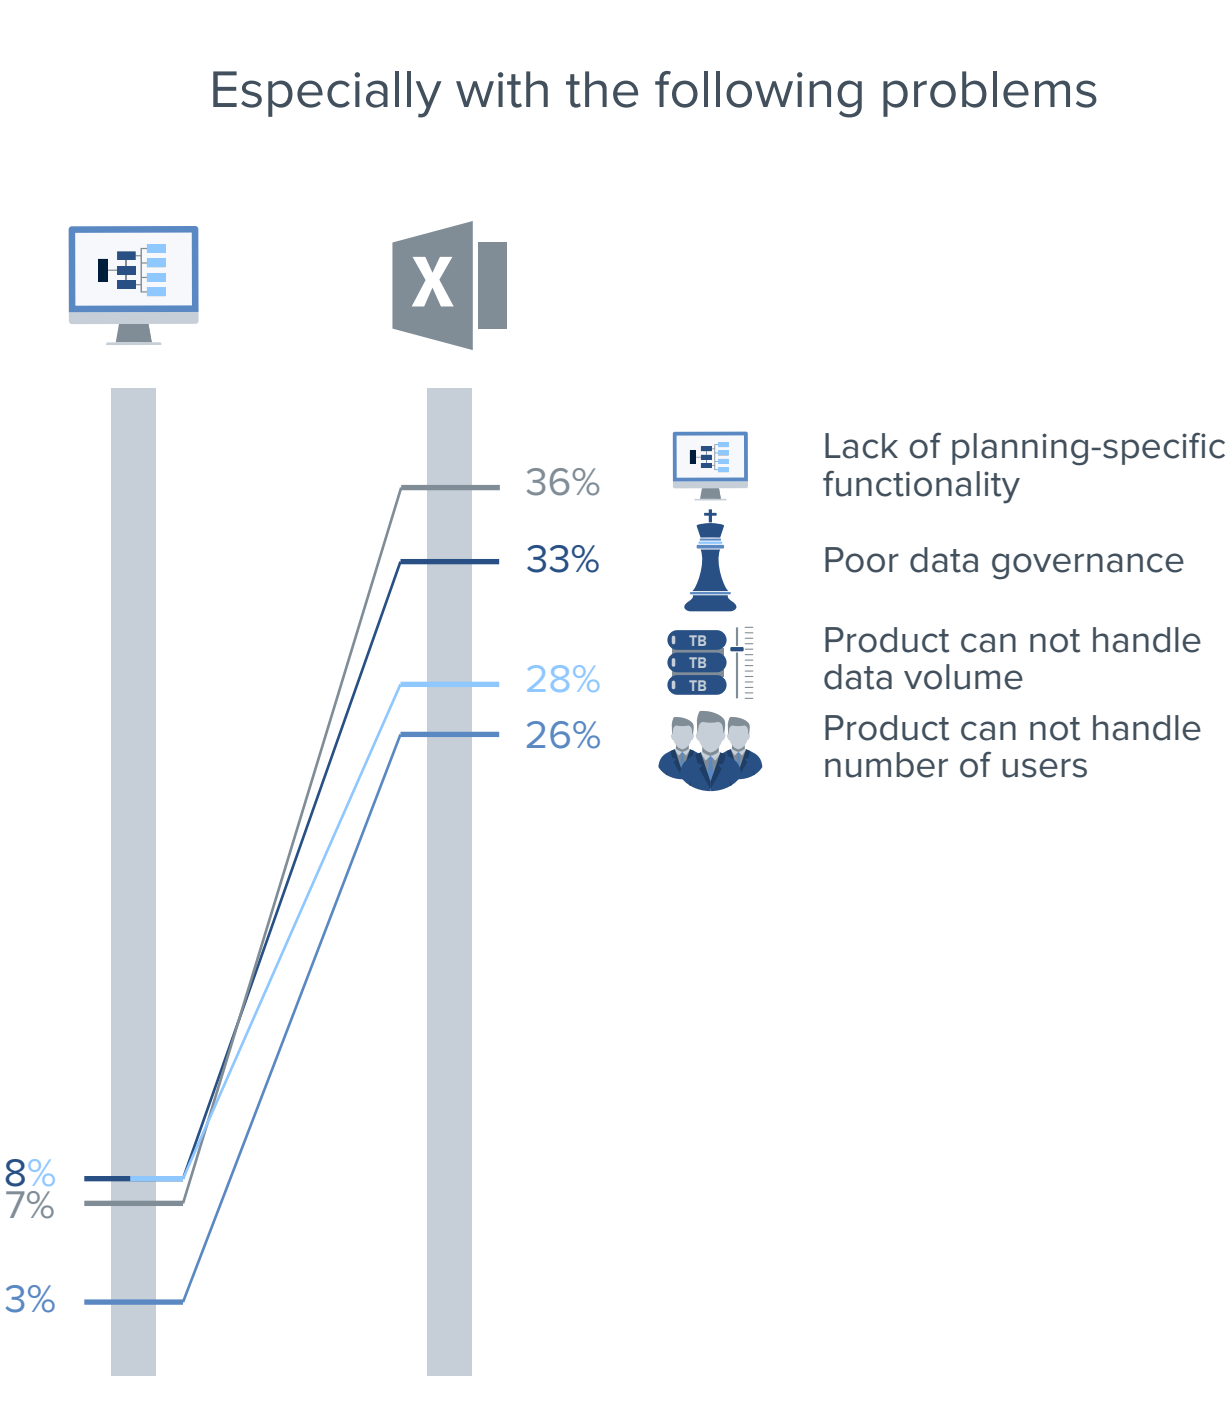 Especially with the following problems
X
36%
Lack of planning-specific
functionality
33%
Poor data governance
28%
TB
TB
TB
Product can not handle
data volume
26%
Product can not handle
number of users
8%
7%
3%